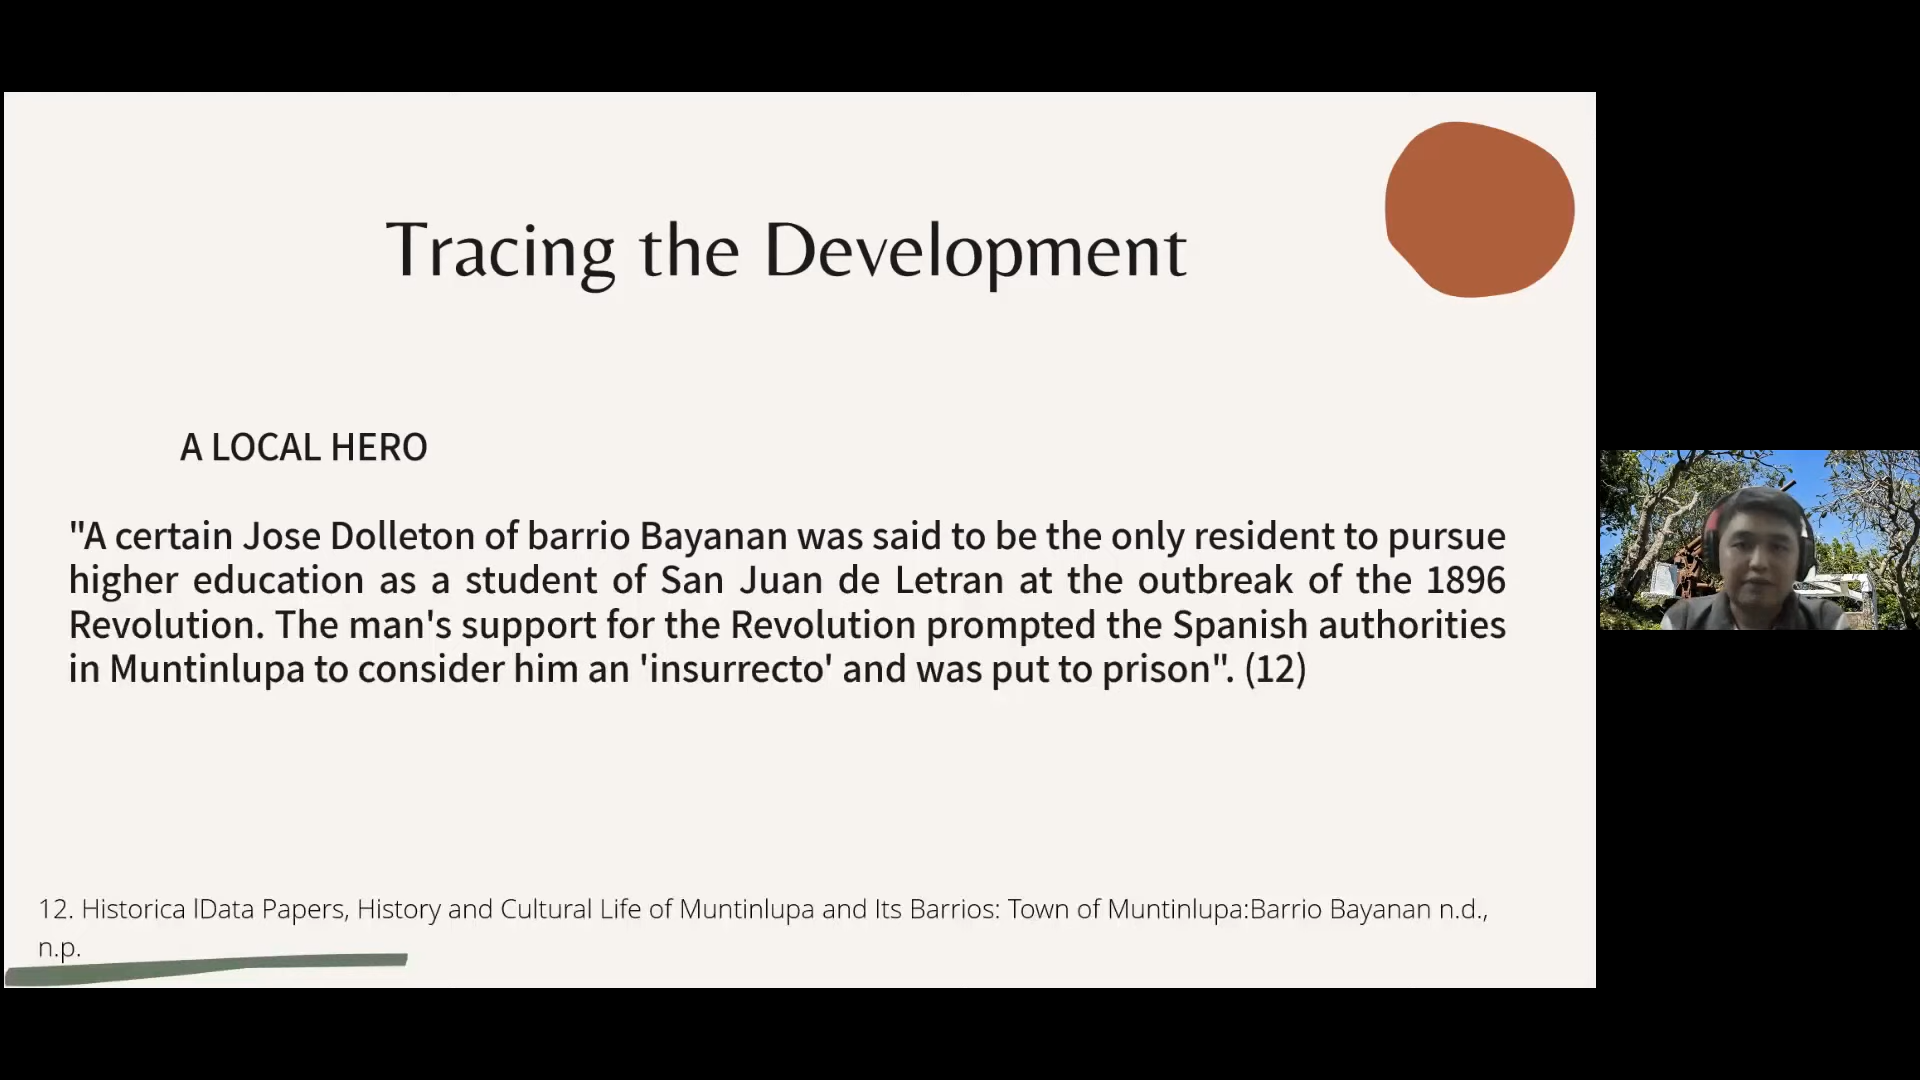 Tracing the Development
A LOCAL HERO
"A certain Jose Dolleton of barrio Bayanan was said to be the only resident to pursue
higher education as a student of San Juan de Letran at the outbreak of the 1896
Revolution. The man's support for the Revolution prompted the Spanish authorities
in Muntinlupa to consider him an 'insurrecto' and was put to prison". (12)
12. Historica lData Papers, History and Cultural Life of Muntinlupa and Its Barrios: Town of Muntinlupa:Barrio Bayanan n.d.,
n.p.